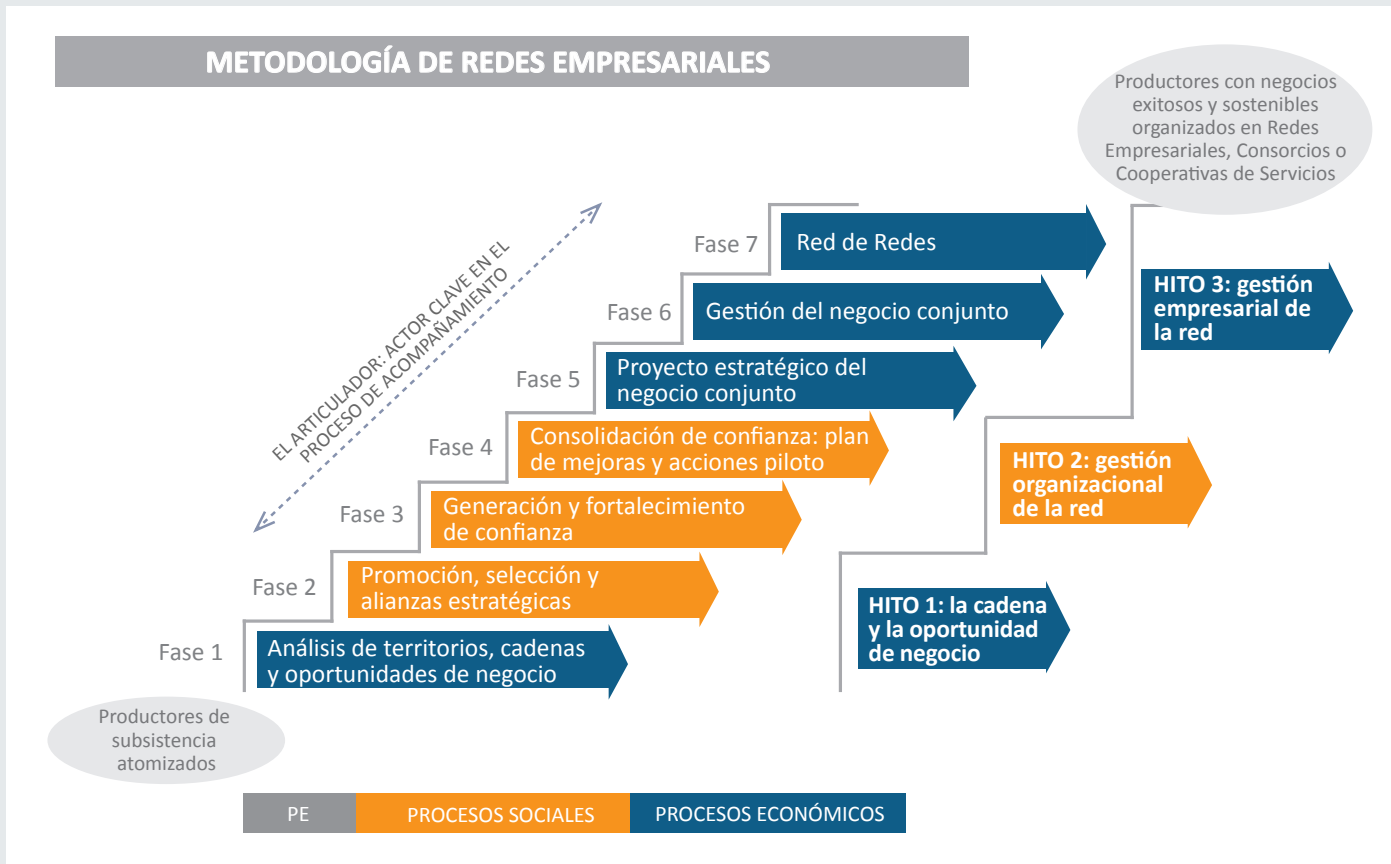 METODOLOGÍA DE REDES EMPRESARIALES
Productores con negocios
exitosos y sostenibles
organizados en Redes
Empresariales, Consorcios o
Cooperativas de Servicios
EL ARTICULADOR: ACTOR CLAVE EN EL
PROCESO DE ACOMPAÑAMIENTO
Fase 7
Red de Redes
Fase 6
Gestión del negocio conjunto
Fase 5
Proyecto estratégico del
negocio conjunto
Fase 4
Consolidación de confianza: plan
de mejoras y acciones piloto
Fase 3
Generación y fortalecimiento
de confianza
Fase 2
Promoción, selección y
alianzas estratégicas
Fase 1
Análisis de territorios, cadenas
y oportunidades de negocio
HITO 3: gestión
empresarial de
la red
HITO 2: gestión
organizacional
de la red
HITO 1: la cadena
y la oportunidad
de negocio
Productores de
subsistencia
atomizados
PE
PROCESOS SOCIALES
PROCESOS ECONÓMICOS